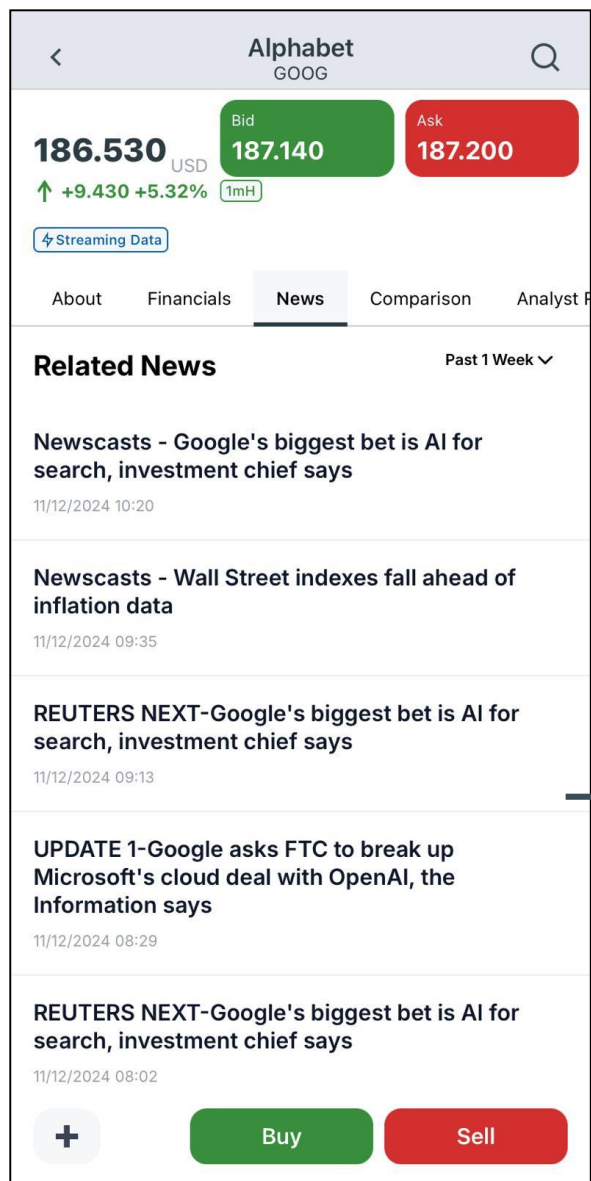 Alphabet
GOOG
186.530 USD
+9.430 +5.32% 1mH
Bid
187.140
Ask
187.200
Streaming Data
About Financials News Comparison Analyst
Related News
Past 1 Week
Newscasts - Google's biggest bet is AI for
search, investment chief says
11/12/2024 10:20
Newscasts - Wall Street indexes fall ahead of
inflation data
11/12/2024 09:35
REUTERS NEXT-Google's biggest bet is AI for
search, investment chief says
11/12/2024 09:13
UPDATE 1-Google asks FTC to break up
Microsoft's cloud deal with OpenAI, the
Information says
11/12/2024 08:29
REUTERS NEXT-Google's biggest bet is AI for
search, investment chief says
11/12/2024 08:02
+
Buy
Sell